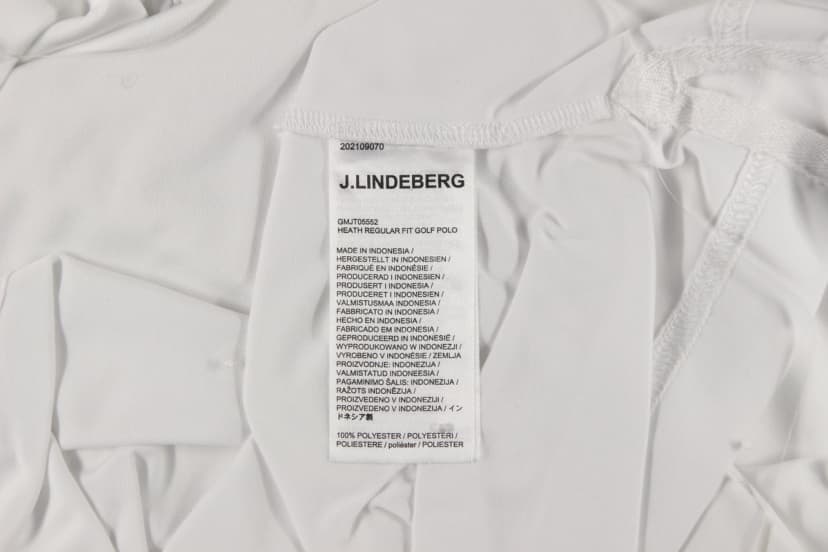 202109070
J.LINDEBERG
GMJT05552
HEATH REGULAR FIT GOLF POLO
MADE IN INDONESIA /
HERGESTELLT IN INDONESIEN /
FABRIQUÉ EN INDONÉSIE /
PRODUCERAD I INDONESIEN /
PRODUSERT I INDONESIA /
PRODUCERET I INDONESIEN /
VALMISTUSMAA INDONESIA /
FABBRICATO IN INDONESIA /
HECHO EN INDONESIA /
FABRICADO EM INDONESIA /
GEPRODUCEERD IN INDONESIË /
WYPRODUKOWANO W INDONEZJI /
VYROBENO V INDONÉSIE / ZEMLJA
PROIZVODNJE: INDONEZIJA /
VALMISTATUD INDONEESIA /
PAGAMINIMO ŠALIS: INDONEZIJA /
RAŽOTS INDONĒZIJA /
PROIZVEDENO V INDONEZIJI /
PROIZVEDENO V INDONEZIJA / イン
ドネシア製
100% POLYESTER / POLYESTERI /
POLIESTERE / poliéster / POLIESTER